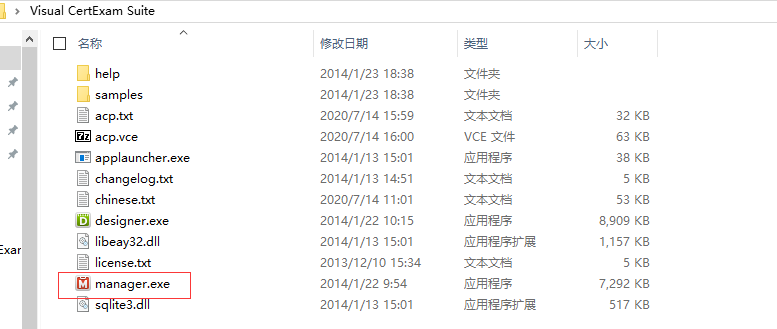 Visual CertExam Suite
名称 修改日期 类型 大小
help 2014/1/23 18:38 文件夹
samples 2014/1/23 18:38 文件夹
acp.txt 2020/7/14 15:59 文本文档 32 KB
acp.vce 2020/7/14 16:00 VCE 文件 63 KB
applauncher.exe 2014/1/13 15:01 应用程序 38 KB
changelog.txt 2014/1/13 14:51 文本文档 5 KB
chinese.txt 2020/7/14 11:01 文本文档 53 KB
designer.exe 2014/1/22 10:15 应用程序 8,909 KB
libeay32.dll 2014/1/13 15:01 应用程序扩展 1,157 KB
license.txt 2013/12/10 15:34 文本文档 5 KB
Exar
manager.exe 2014/1/22 9:54 应用程序 7,292 KB
sqlite3.dll 2014/1/13 15:01 应用程序扩展 517 KB